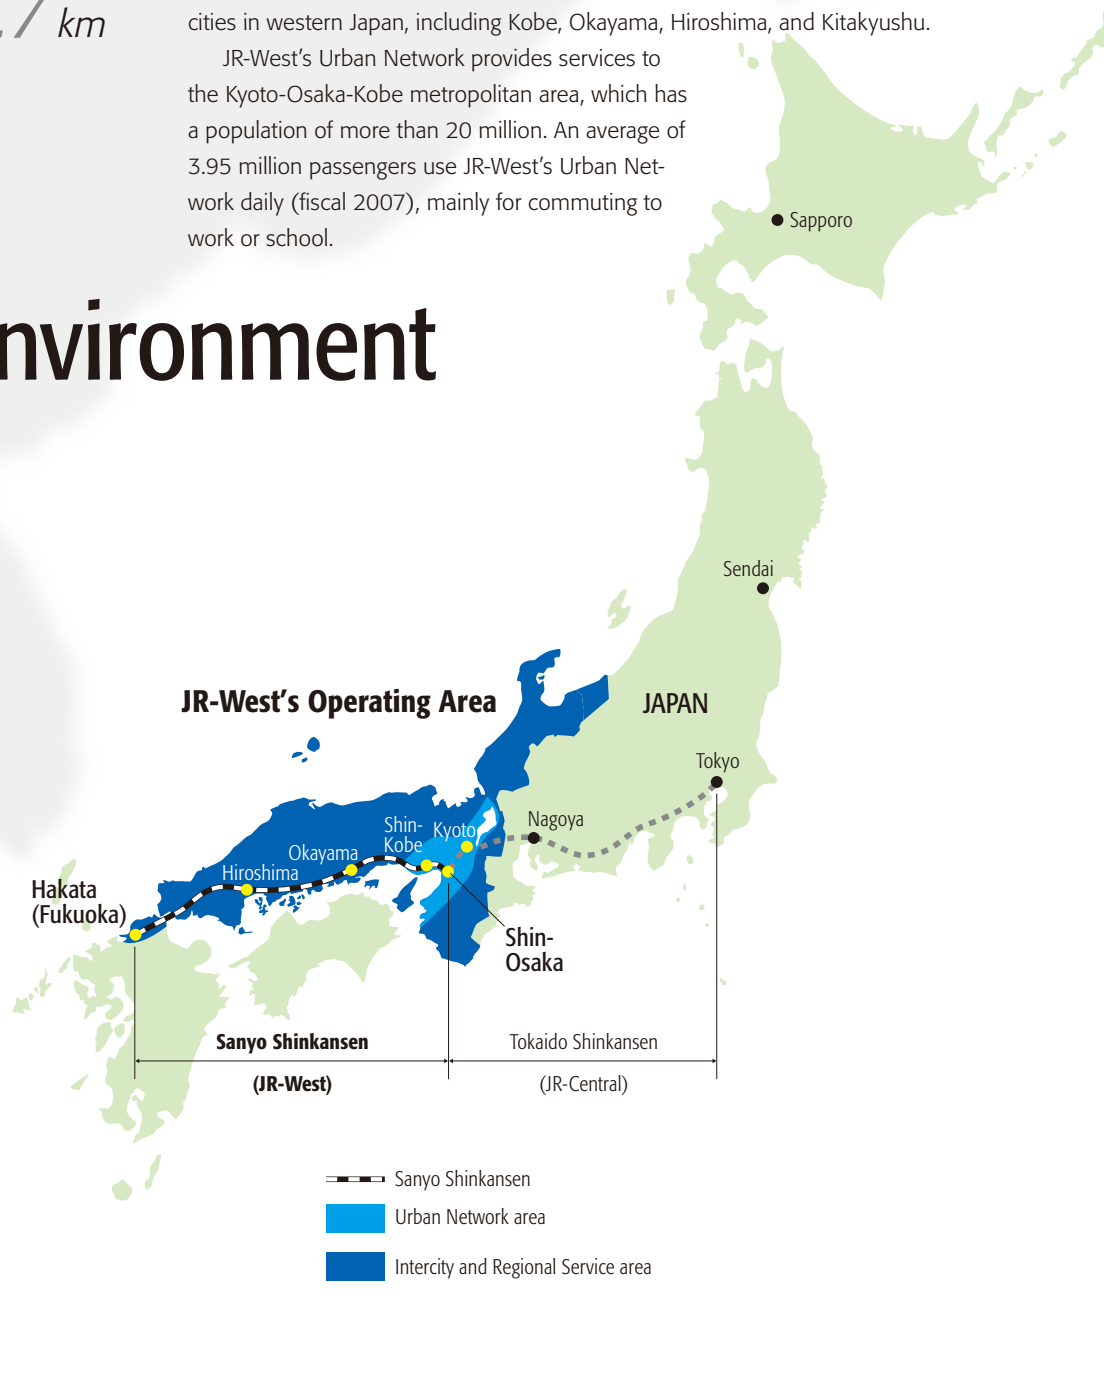 .7 km
cities in western Japan, including Kobe, Okayama, Hiroshima, and Kitakyushu.
JR-West’s Urban Network provides services to
the Kyoto-Osaka-Kobe metropolitan area, which has
a population of more than 20 million. An average of
3.95 million passengers use JR-West’s Urban Net-
work daily (fiscal 2007), mainly for commuting to
work or school.
nvironment
Sapporo
Sendai
JR-West’s Operating Area
JAPAN
Tokyo
Nagoya
Shin-
Kobe
Kyoto
Okayama
Hiroshima
Hakata
(Fukuoka)
Shin-
Osaka
Sanyo Shinkansen
(JR-West)
Tokaido Shinkansen
(JR-Central)
Sanyo Shinkansen
Urban Network area
Intercity and Regional Service area